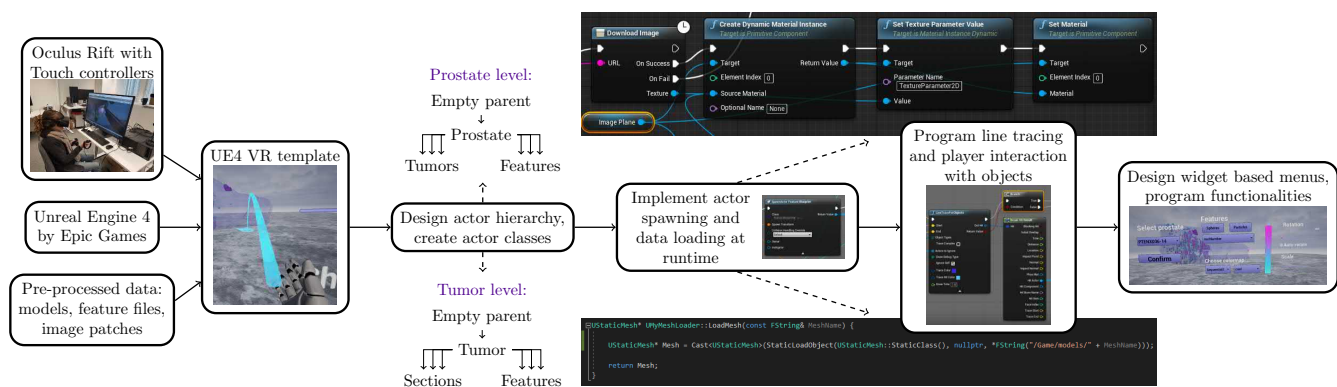 Oculus Rift with
Touch controllers
Unreal Engine 4
by Epic Games
Pre-processed data:
models, feature files,
image patches
UE4 VR template
Prostate level:
Empty parent
Prostate
Tumors
Features
Design actor hierarchy,
create actor classes
Tumor level:
Empty parent
Tumor
Sections
Features
Download Image
URL
On Success
On Fail
Texture
Image Plane
Create Dynamic Material Instance
Target is Primitive Component
Target
Return Value
Element Index 0
Source Material
Optional Name None
Set Texture Parameter Value
Target is Material Instance Dynamic
Target
Parameter Name
TextureParameter2D
Value
Set Material
Target is Primitive Component
Target
Element Index 0
Material
Implement actor
spawning and
data loading at
runtime
UStaticMesh* UMyMeshLoader::LoadMesh(const FString& MeshName) {
UStaticMesh* Mesh = Cast<UStaticMesh>(StaticLoadObject(UStaticMesh::StaticClass(), nullptr, *FString("/Game/models/" + MeshName)));
return Mesh;
}
Program line tracing
and player interaction
with objects
Design widget based menus,
program functionalities
Features
Select prostate
Confirm